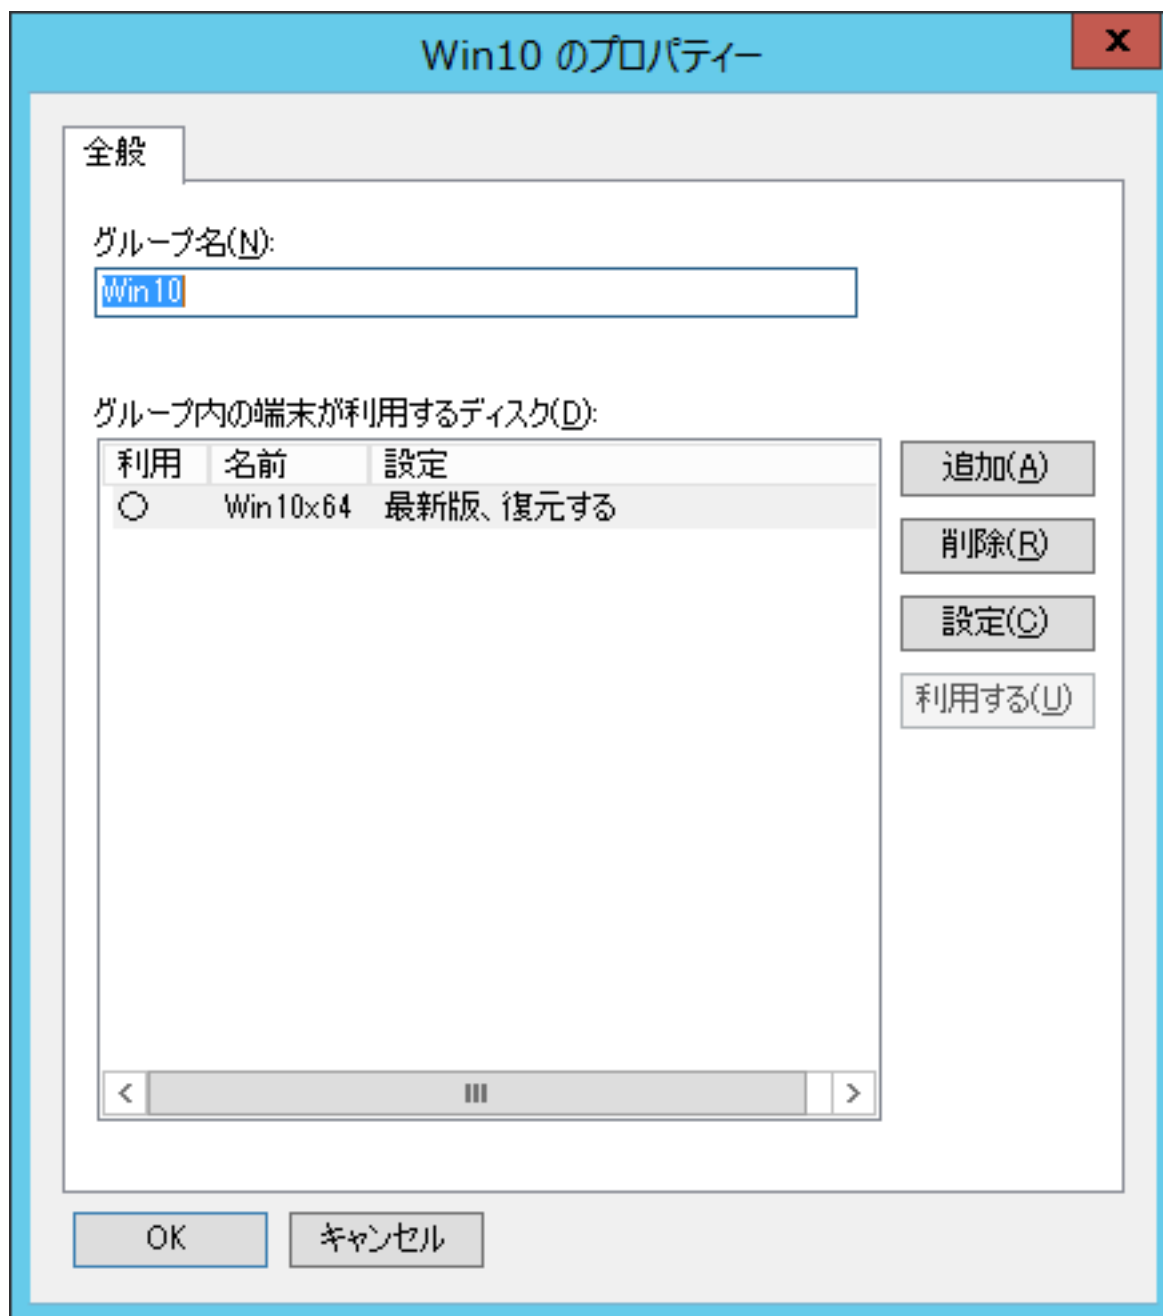 Win10 のプロパティー
x
全般
グループ名(N):
Win10
グループ内の端末が利用するディスク(D):
利用 名前 設定
○ Win10x64 最新版、復元する
追加(A)
削除(R)
設定(C)
利用する(U)
OK キャンセル